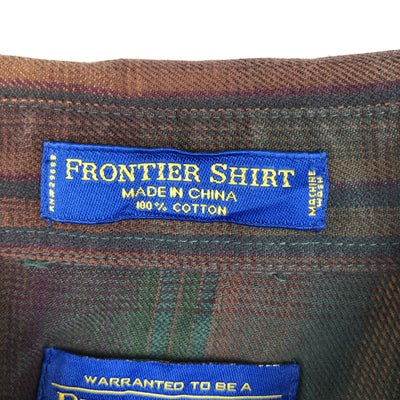 FRONTIER SHIRT
MADE IN CHINA
100% COTTON
MACHINE
WASH
WARRANTED TO BE A